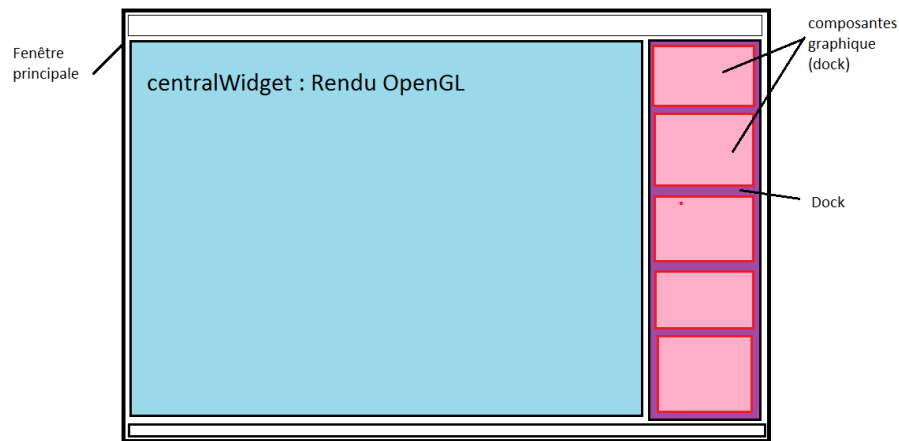 Fenêtre
principale
centralWidget : Rendu OpenGL
composantes
graphique
(dock)
Dock